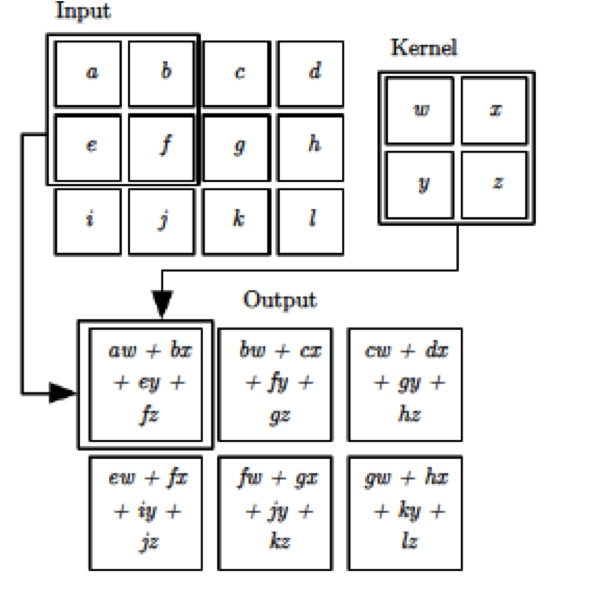 Input
a b c d
Kernel
w x
e f g h
y z
i j k l
Output
aw + bx
+ ey +
fz
bw + cx
+ fy +
gz
cw + dx
+ gy +
hz
ew + fx
+ iy +
jz
fw + gx
+ jy +
kz
gw + hx
+ ky +
lz